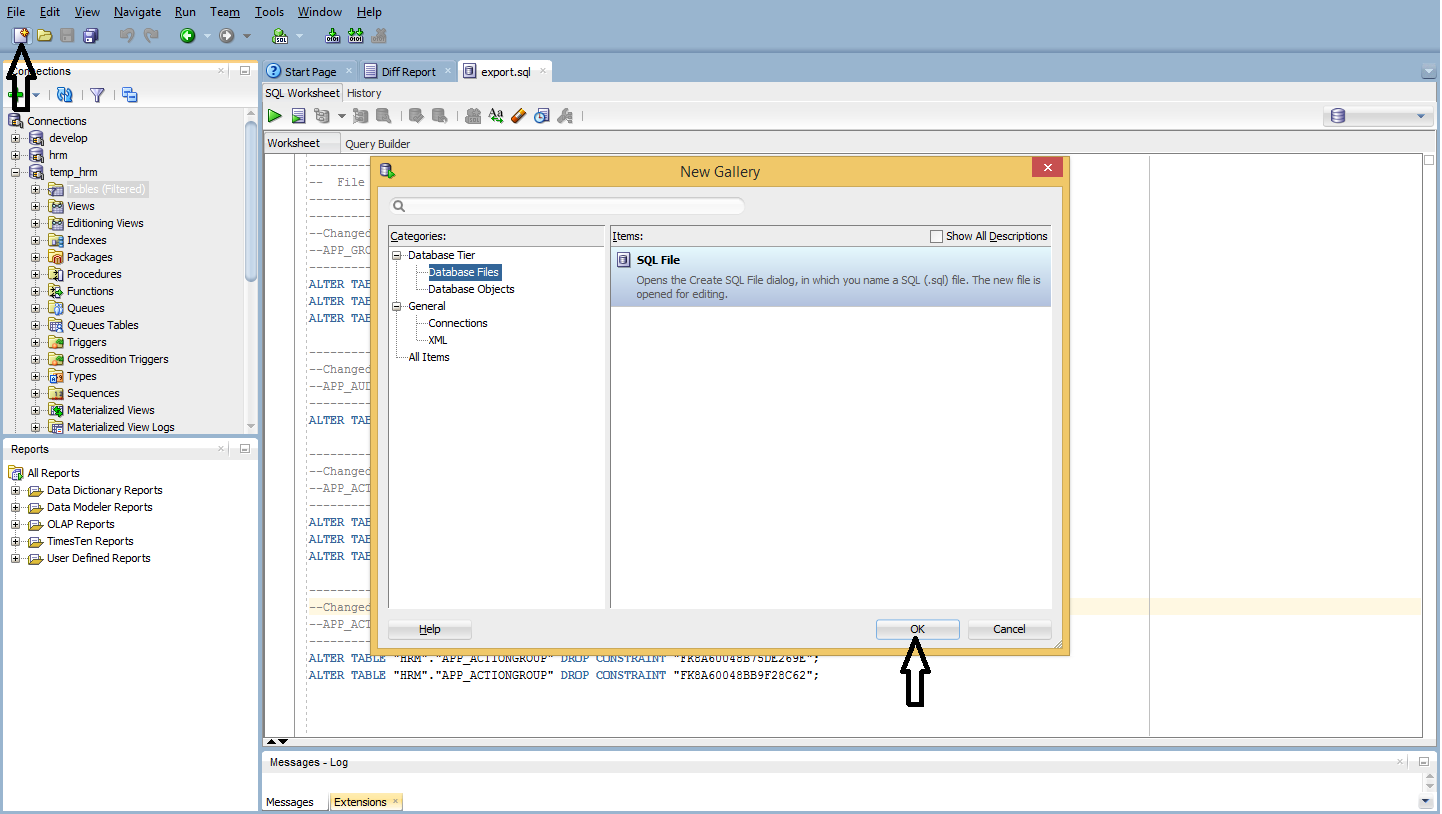 File Edit View Navigate Run Team Tools Window Help
Connections
Start Page
Diff Report
export.sql
SQL Worksheet History
Connections
develop
hrm
temp_hrm
Tables (Filtered)
Views
Editioning Views
Indexes
Packages
Procedures
Functions
Queues
Queues Tables
Triggers
Crossedition Triggers
Types
Sequences
Materialized Views
Materialized View Logs
Reports
All Reports
Data Dictionary Reports
Data Modeler Reports
OLAP Reports
TimesTen Reports
User Defined Reports
Worksheet Query Builder
---------
-- File
---------
---------
--Changed
--APP_GRO
---------
ALTER TAB
ALTER TAB
ALTER TAB
---------
--Changed
--APP_AUD
---------
ALTER TAB
---------
--Changed
--APP_ACT
---------
ALTER TAB
ALTER TAB
ALTER TAB
---------
--Changed
--APP_ACT
---------
ALTER TABLE "HRM"."APP_ACTIONGROUP" DROP CONSTRAINT "FK8A60048B75DE269E";
ALTER TABLE "HRM"."APP_ACTIONGROUP" DROP CONSTRAINT "FK8A60048BB9F28C62";
New Gallery
Categories:
Database Tier
Database Files
Database Objects
General
Connections
XML
All Items
Items:
Show All Descriptions
SQL File
Opens the Create SQL File dialog, in which you name a SQL (.sql) file. The new file is
opened for editing.
Help
OK
Cancel
Messages - Log
Messages Extensions